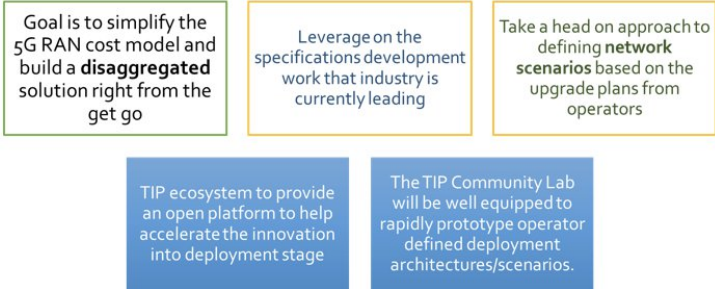 Goal is to simplify the
5G RAN cost model and
build a disaggregated
solution right from the
get go
Leverage on the
specifications development
work that industry is
currently leading
Take a head on approach to
defining network
scenarios based on the
upgrade plans from
operators
TIP ecosystem to provide
an open platform to help
accelerate the innovation
into deployment stage
The TIP Community Lab
will be well equipped to
rapidly prototype operator
defined deployment
architectures/scenarios.